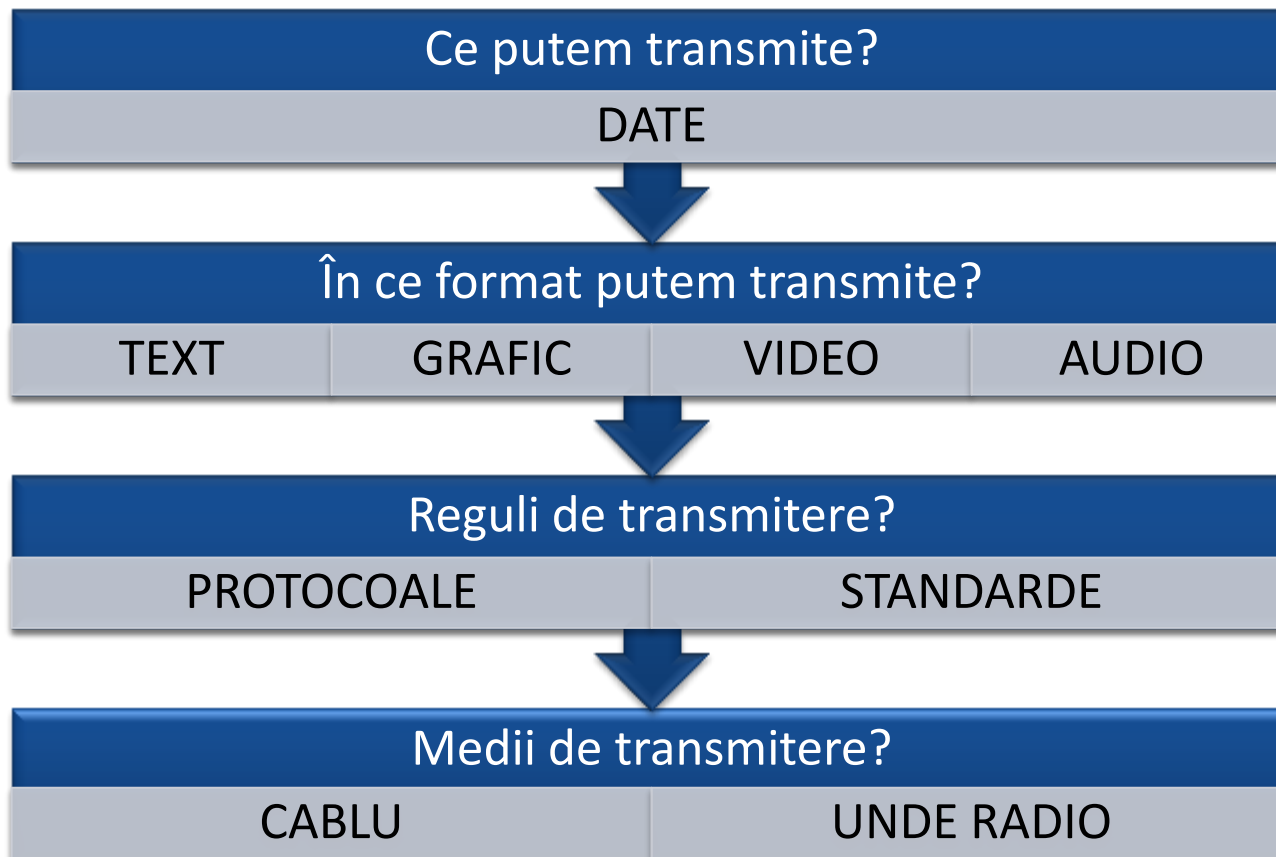 Ce putem transmite?
DATE
În ce format putem transmite?
TEXT GRAFIC VIDEO AUDIO
Reguli de transmitere?
PROTOCOALE STANDARDE
Medii de transmitere?
CABLU UNDE RADIO